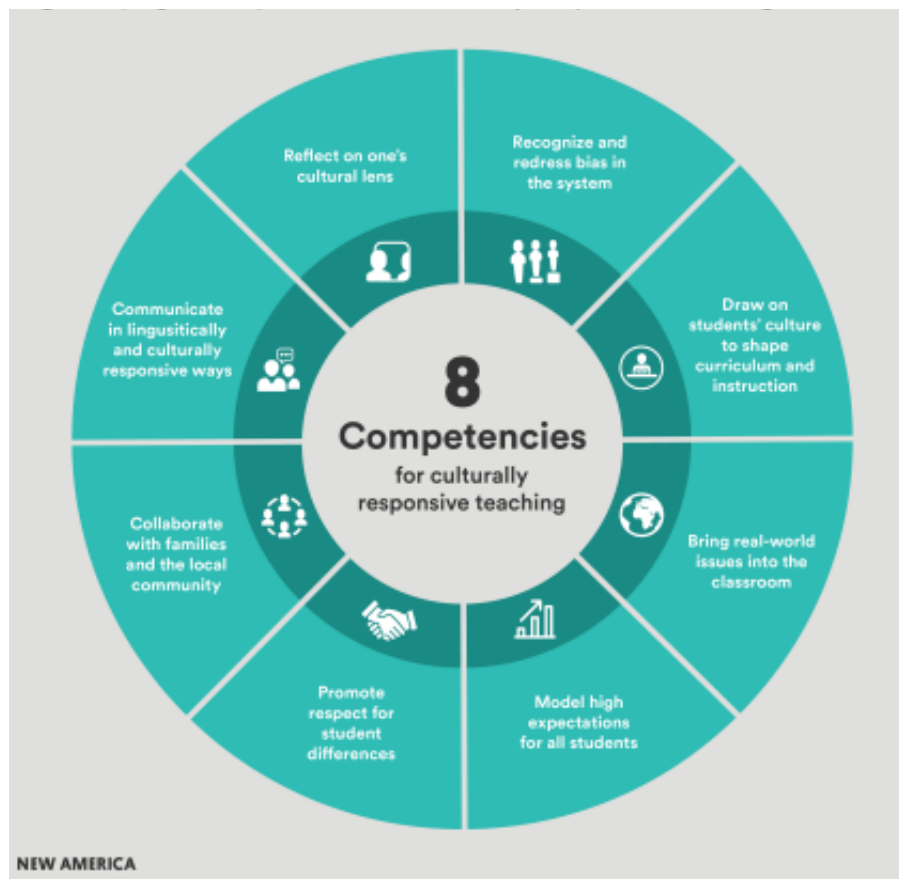 8
Competencies
for culturally
responsive teaching
Reflect on one's
cultural lens
Recognize and
redress bias in
the system
Draw on
students' culture
to shape
curriculum and
instruction
Bring real-world
issues into the
classroom
Model high
expectations
for all students
Promote
respect for
student
differences
Collaborate
with families
and the local
community
Communicate
in lingusitically
and culturally
responsive ways
NEW AMERICA